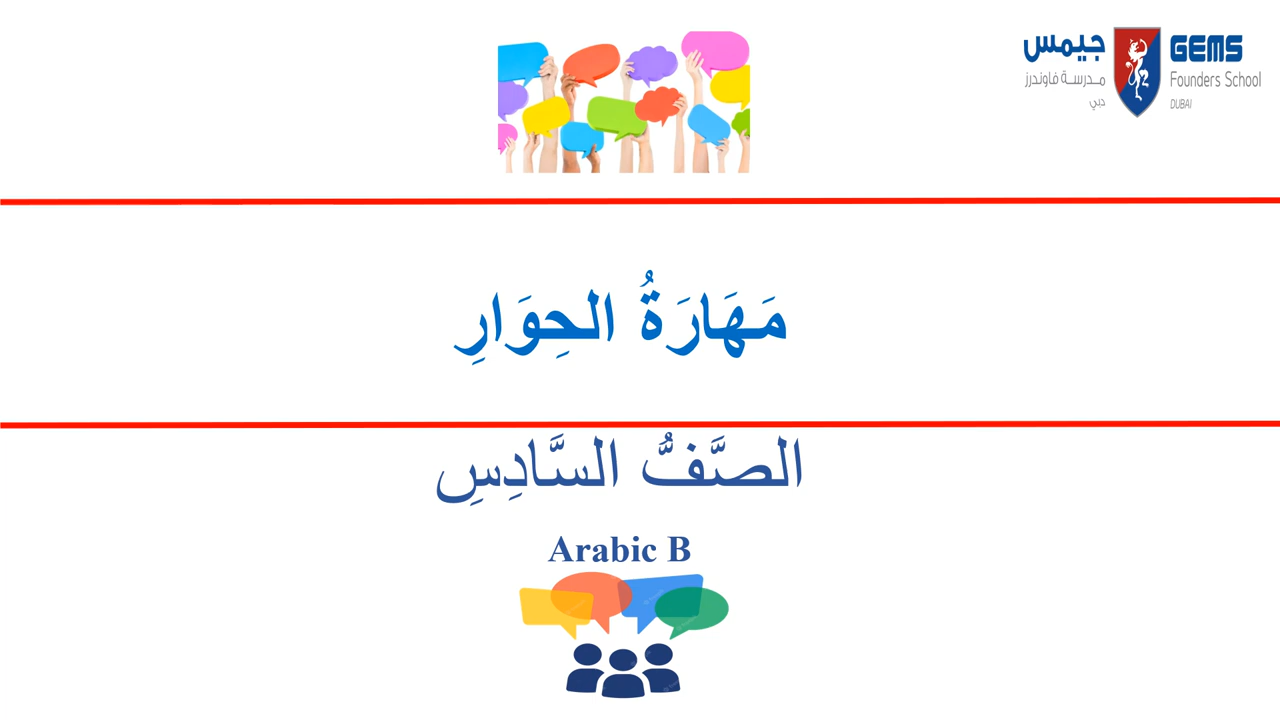 جيمس
مدرسة فاوندرز
دبي
GEMS
Founders School
DUBAI
مَهَارَةُ الحِوَارِ
الصَّفُّ السَّادِسِ
Arabic B